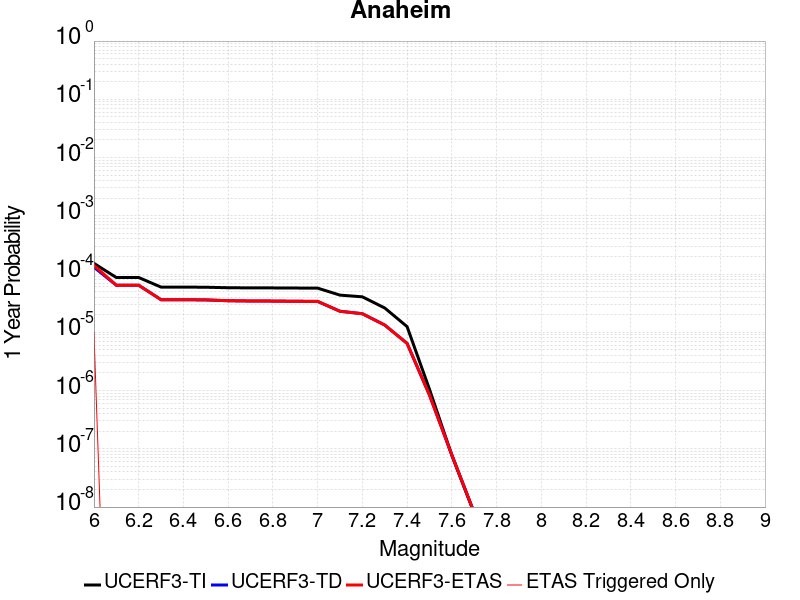 Anaheim
10^0
10^-1
10^-2
10^-3
10^-4
10^-5
10^-6
10^-7
10^-8
1 Year Probability
6 6.2 6.4 6.6 6.8 7 7.2 7.4 7.6 7.8 8 8.2 8.4 8.6 8.8 9
Magnitude
UCERF3-TI UCERF3-TD UCERF3-ETAS ETAS Triggered Only